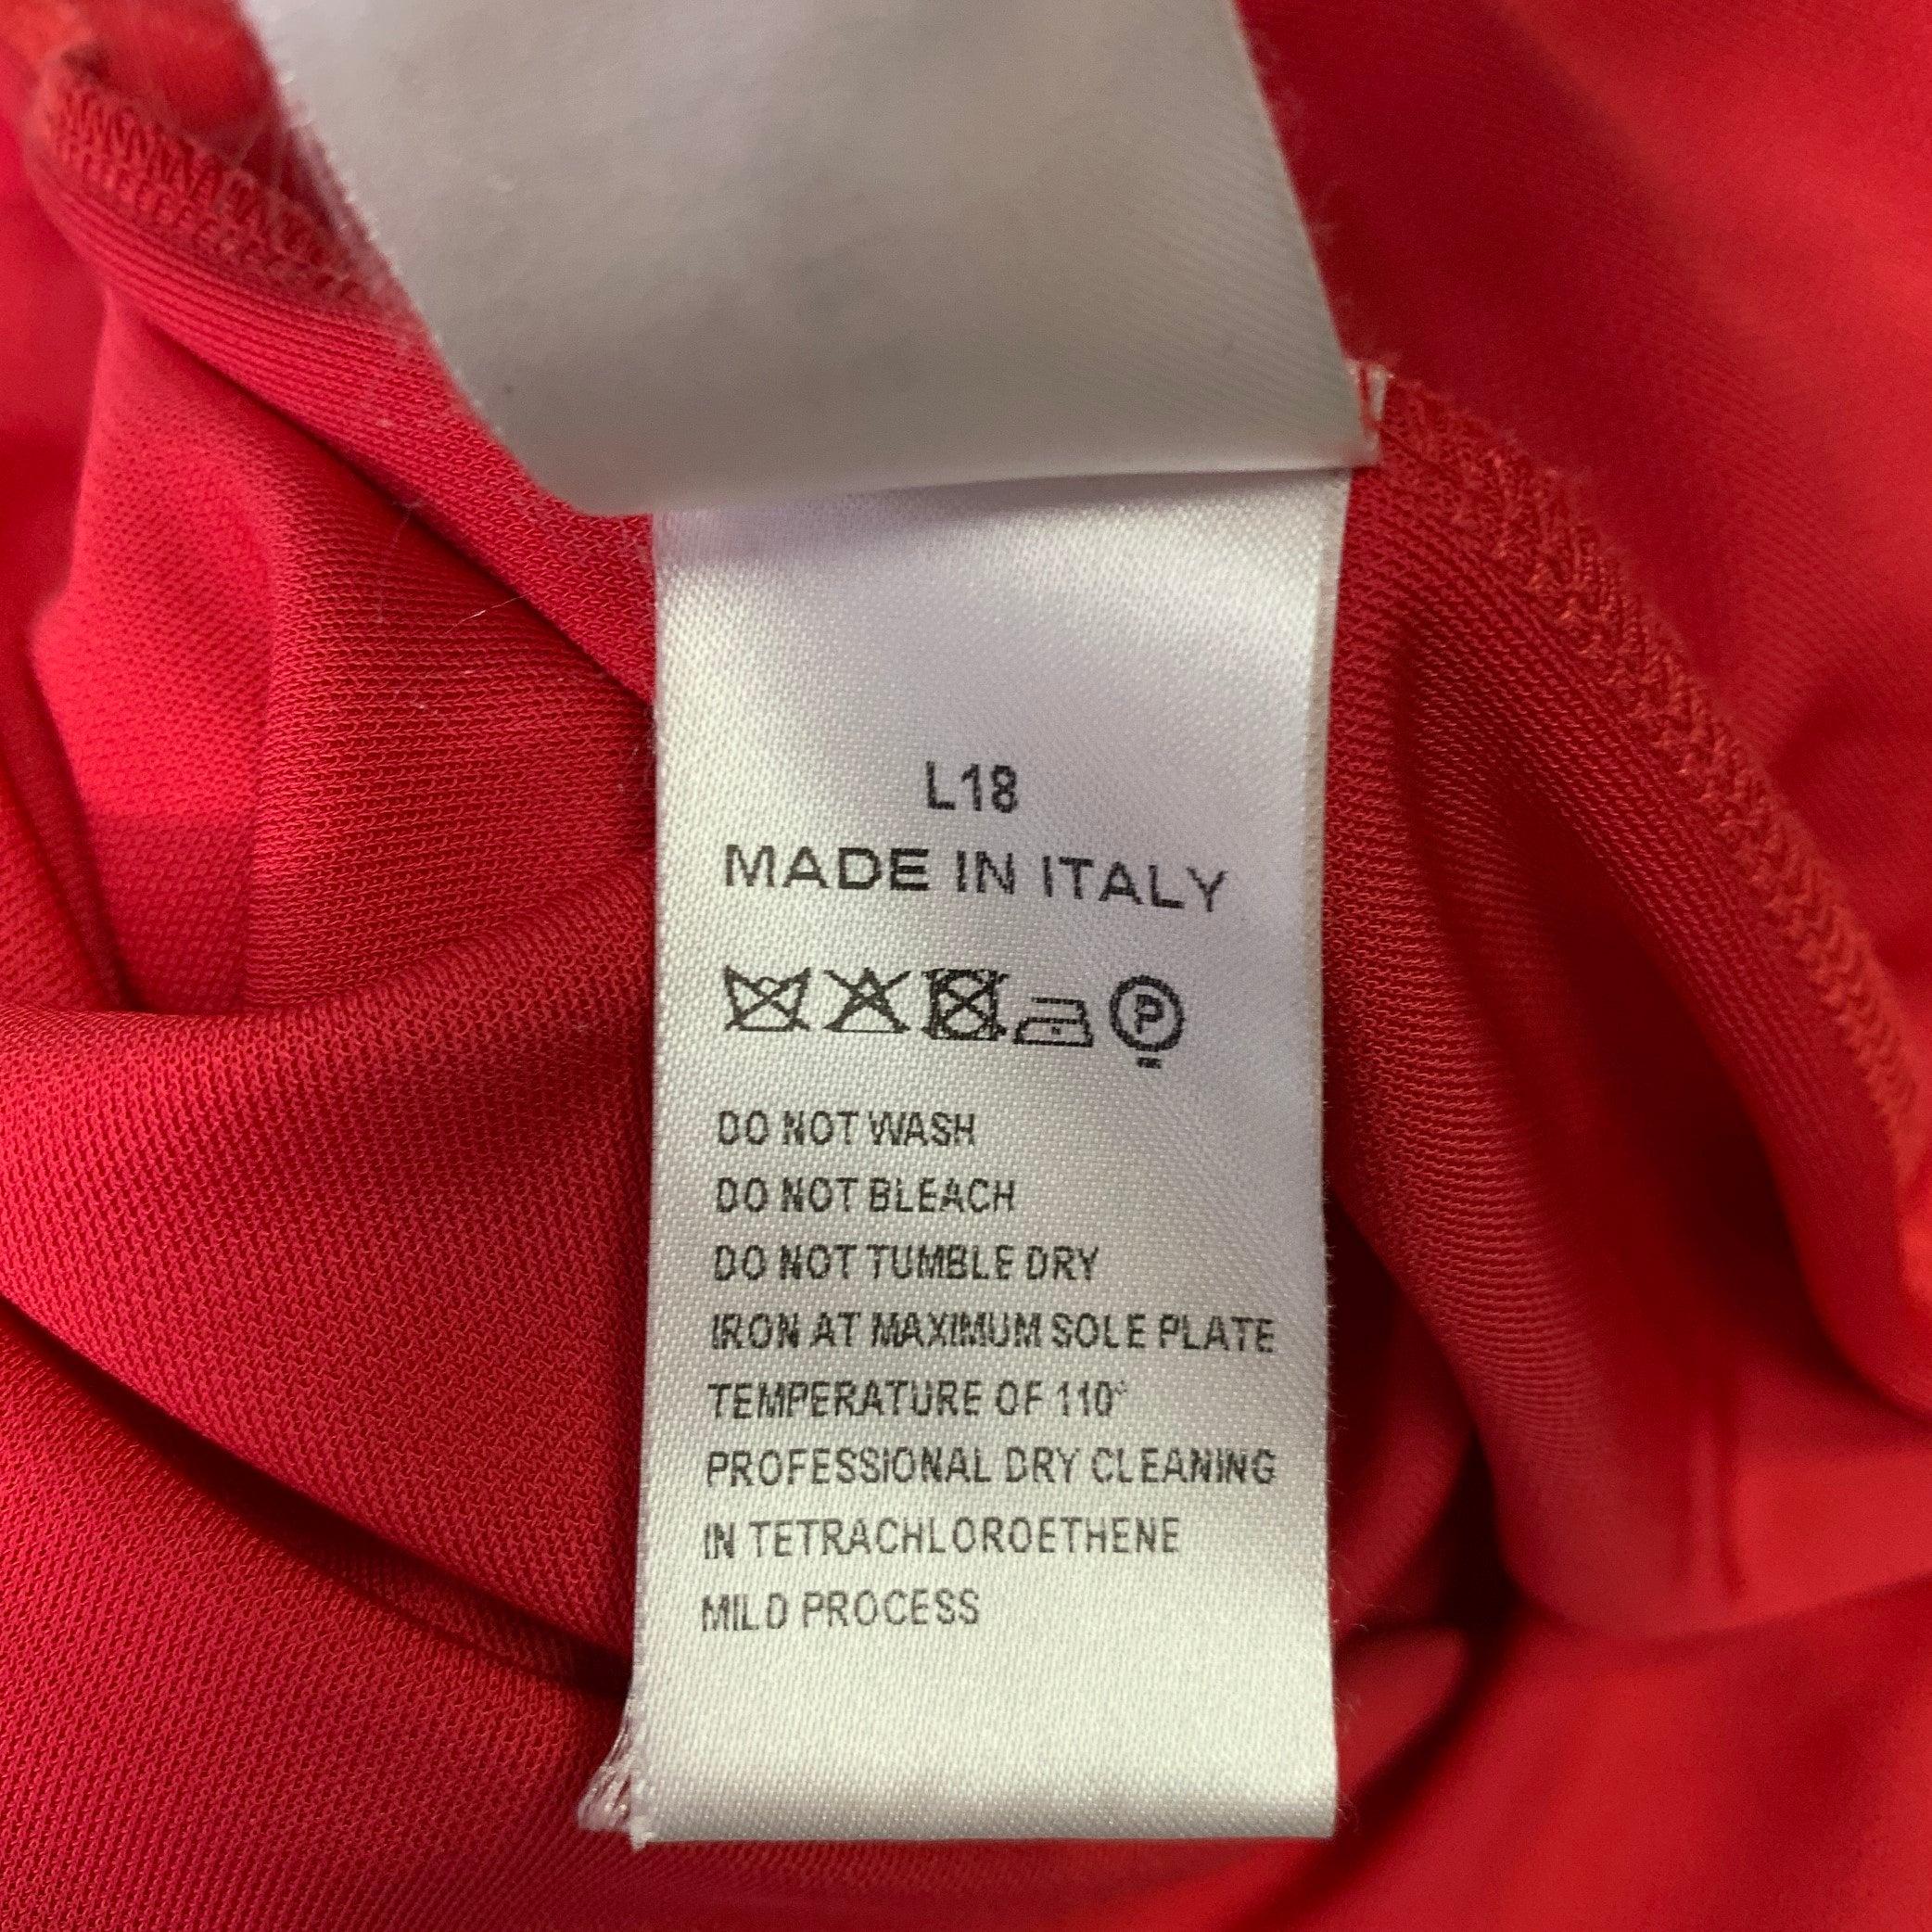 L18
MADE IN ITALY
P
DO NOT WASH
DO NOT BLEACH
DO NOT TUMBLE DRY
IRON AT MAXIMUM SOLE PLATE
TEMPERATURE OF 110°
PROFESSIONAL DRY CLEANING
IN TETRACHLOROETHENE
MILD PROCESS